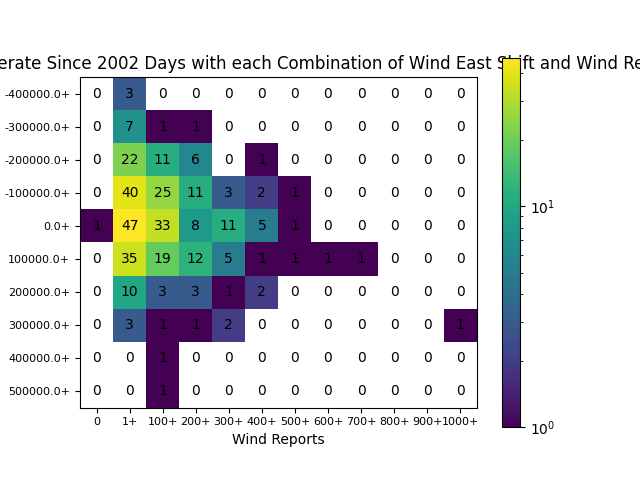 Since 2002 Days with each Combination of Wind East Shift and Wind
-400000.0+ 0 3 0 0 0 0 0 0 0 0 0 0
-300000.0+ 0 7 1 1 0 0 0 0 0 0 0 0
-200000.0+ 0 22 11 6 0 1 0 0 0 0 0 0
-100000.0+ 0 40 25 11 3 2 1 0 0 0 0 0
0.0+ 1 47 33 8 11 5 1 0 0 0 0 0
100000.0+ 0 35 19 12 5 1 1 1 1 0 0 0
200000.0+ 0 10 3 3 1 2 0 0 0 0 0 0
300000.0+ 0 3 1 1 2 0 0 0 0 0 0 1
400000.0+ 0 0 1 0 0 0 0 0 0 0 0 0
500000.0+ 0 0 1 0 0 0 0 0 0 0 0 0
0 1+ 100+ 200+ 300+ 400+ 500+ 600+ 700+ 800+ 900+ 1000+
Wind Reports
10¹
10⁰